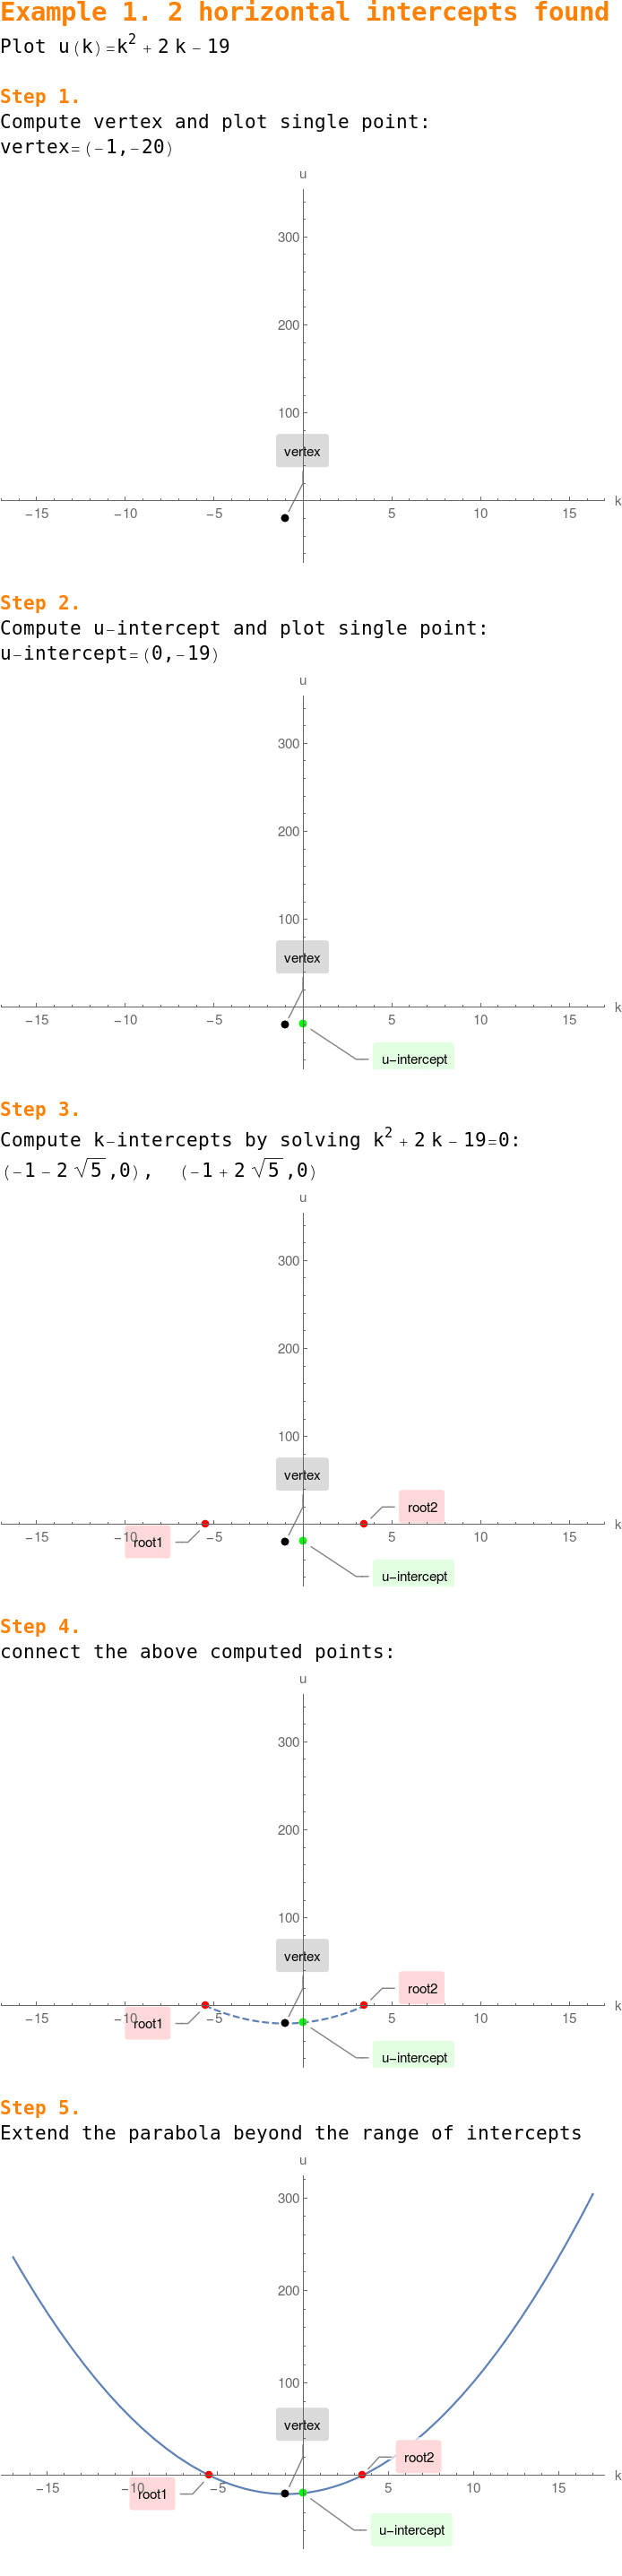 Example 1. 2 horizontal intercepts found
Plot u(k)=k² + 2 k − 19
Step 1.
Compute vertex and plot single point:
vertex=(−1,−20)
u
300
200
100
vertex
−15 −10 −5 5 10 15 k
Step 2.
Compute u−intercept and plot single point:
u−intercept=(0,−19)
u
300
200
100
vertex
−15 −10 −5 5 10 15 k
u−intercept
Step 3.
Compute k−intercepts by solving k² + 2 k − 19=0:
(−1 − 2 √5 ,0), (−1 + 2 √5 ,0)
u
300
200
100
vertex
root2
−15 −10 −5 5 10 15 k
root1
u−intercept
Step 4.
connect the above computed points:
u
300
200
100
vertex
root2
−15 −10 −5 5 10 15 k
root1
u−intercept
Step 5.
Extend the parabola beyond the range of intercepts
u
300
200
100
vertex
root2
−15 −10 −5 5 10 15 k
root1
u−intercept